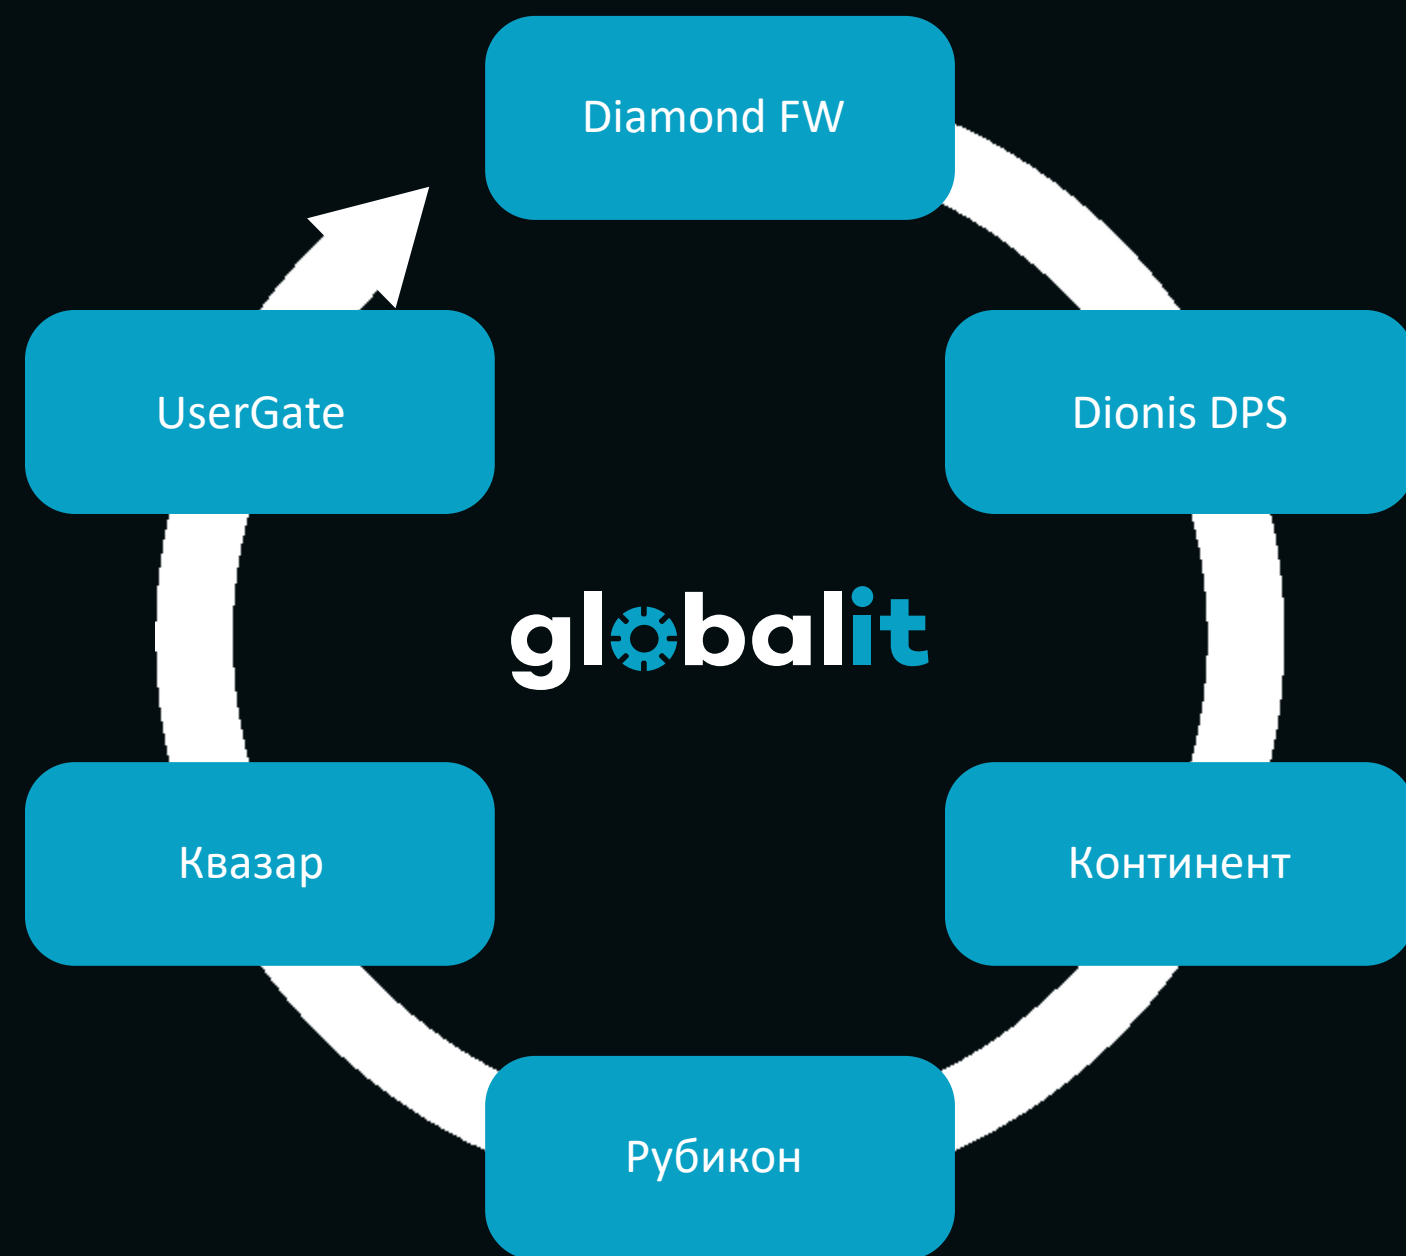 Diamond FW
UserGate
Dionis DPS
globalit
Квазар
Континент
Рубикон